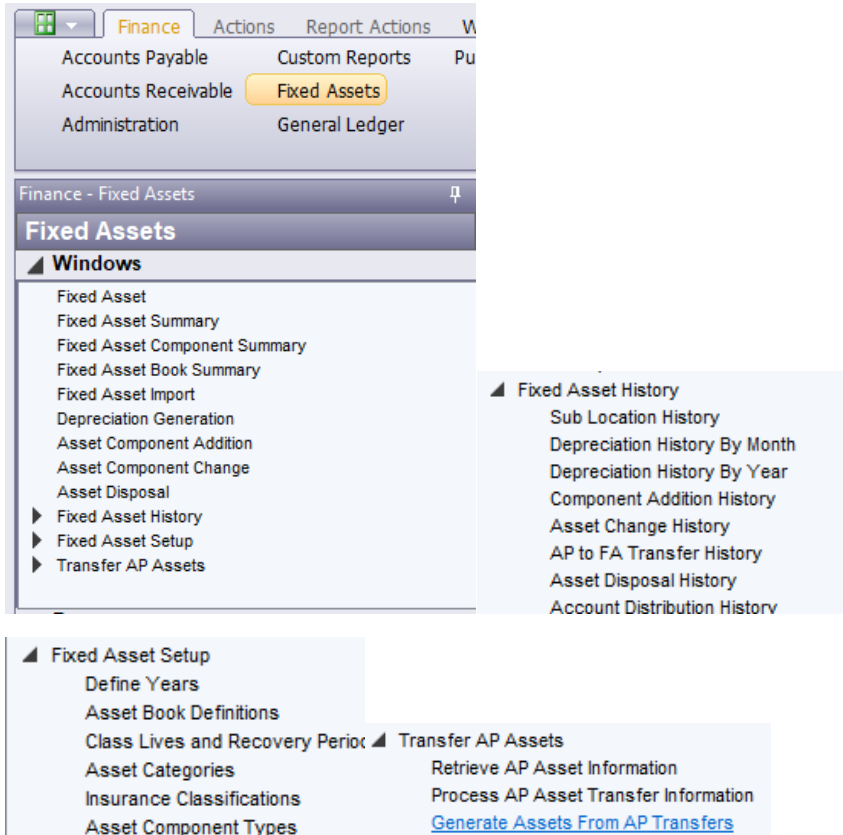 Finance Actions Report Actions W
Accounts Payable Custom Reports Pu
Accounts Receivable Fixed Assets
Administration General Ledger
Finance - Fixed Assets
Fixed Assets
Windows
Fixed Asset
Fixed Asset Summary
Fixed Asset Component Summary
Fixed Asset Book Summary
Fixed Asset Import
Depreciation Generation
Asset Component Addition
Asset Component Change
Asset Disposal
Fixed Asset History
Fixed Asset Setup
Transfer AP Assets
Fixed Asset History
Sub Location History
Depreciation History By Month
Depreciation History By Year
Component Addition History
Asset Change History
AP to FA Transfer History
Asset Disposal History
Account Distribution History
Fixed Asset Setup
Define Years
Asset Book Definitions
Class Lives and Recovery Perio
Asset Categories
Insurance Classifications
Asset Component Types
Transfer AP Assets
Retrieve AP Asset Information
Process AP Asset Transfer Information
Generate Assets From AP Transfers